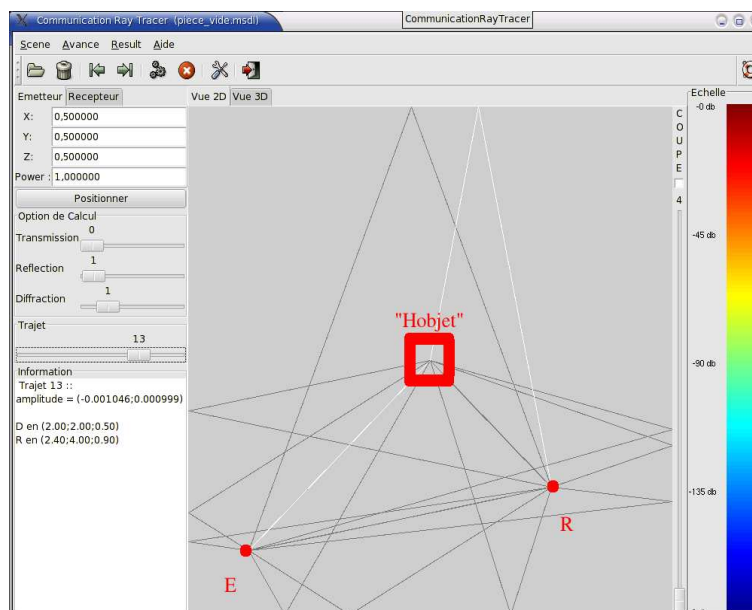 Communication Ray Tracer (piece_vide.msdl)
CommunicationRayTracer
Scene Avance Result Aide
Emetteur Recepteur
Vue 2D Vue 3D
Echelle
X: 0,500000
Y: 0,500000
Z: 0,500000
Power : 1,000000
Positionner
Option de Calcul
0
Transmission
1
Reflection
1
Diffraction
Trajet
13
Information
Trajet 13 ::
amplitude = (-0.001046;0.000999)
D en (2.00;2.00;0.50)
R en (2.40;4.00;0.90)
"Hobjet"
R
E
C
O
U
P
E
4
-0 db
-45 db
-90 db
-135 db